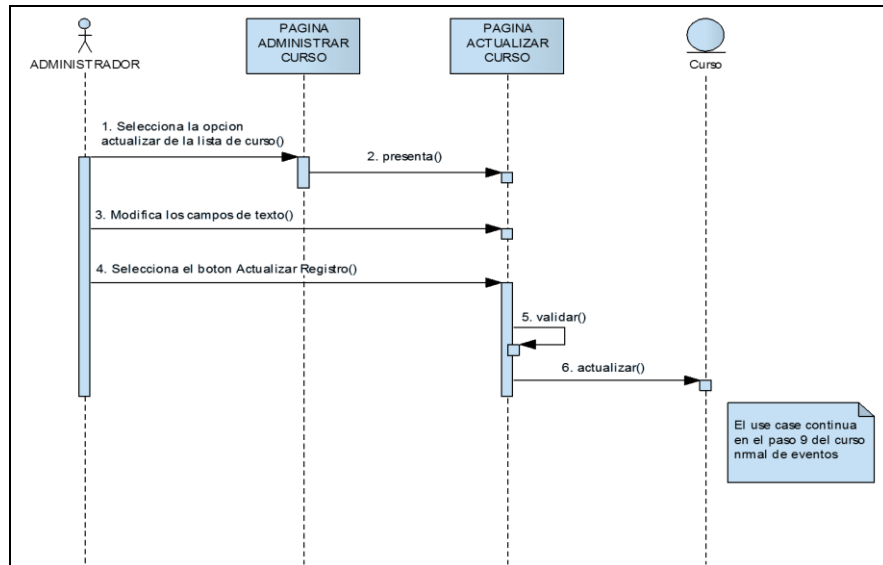 ADMINISTRADOR
PAGINA
ADMINISTRAR
CURSO
PAGINA
ACTUALIZAR
CURSO
Curso
1. Selecciona la opcion
actualizar de la lista de curso()
2. presenta()
3. Modifica los campos de texto()
4. Selecciona el boton Actualizar Registro()
5. validar()
6. actualizar()
El use case continua
en el paso 9 del curso
nrmal de eventos